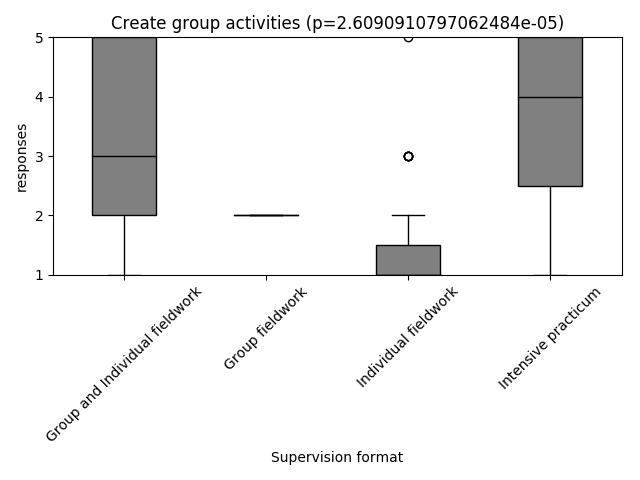 Create group activities (p=2.6090910797062484e-05)
responses
5
4
3
2
1
Group and Individual fieldwork
Group fieldwork
Individual fieldwork
Intensive practicum
Supervision format